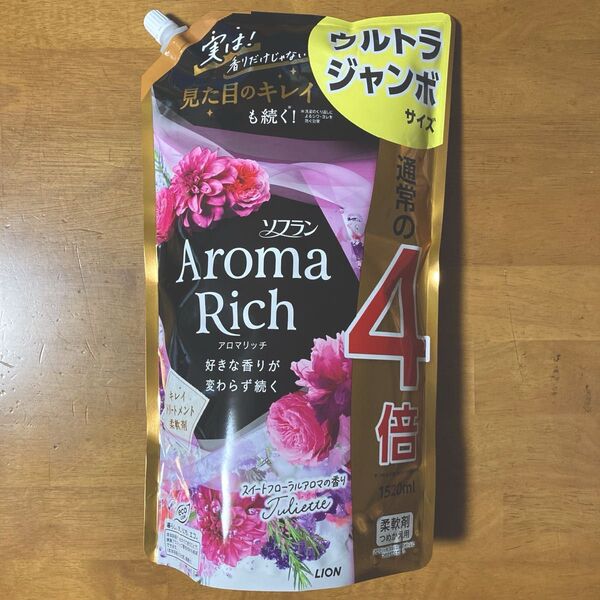 実は!
香りだけじゃない
見た目のキレイ
も続く!
ウルトラ
ジャンボ
サイズ
通常の
4
倍
ソフラン
Aroma
Rich
アロマリッチ
好きな香りが
変わらず続く
キレイ
トリートメント
柔軟剤
スイートフローラルアロマの香り
Juliette
1520ml
柔軟剤
つめかえ用
LION